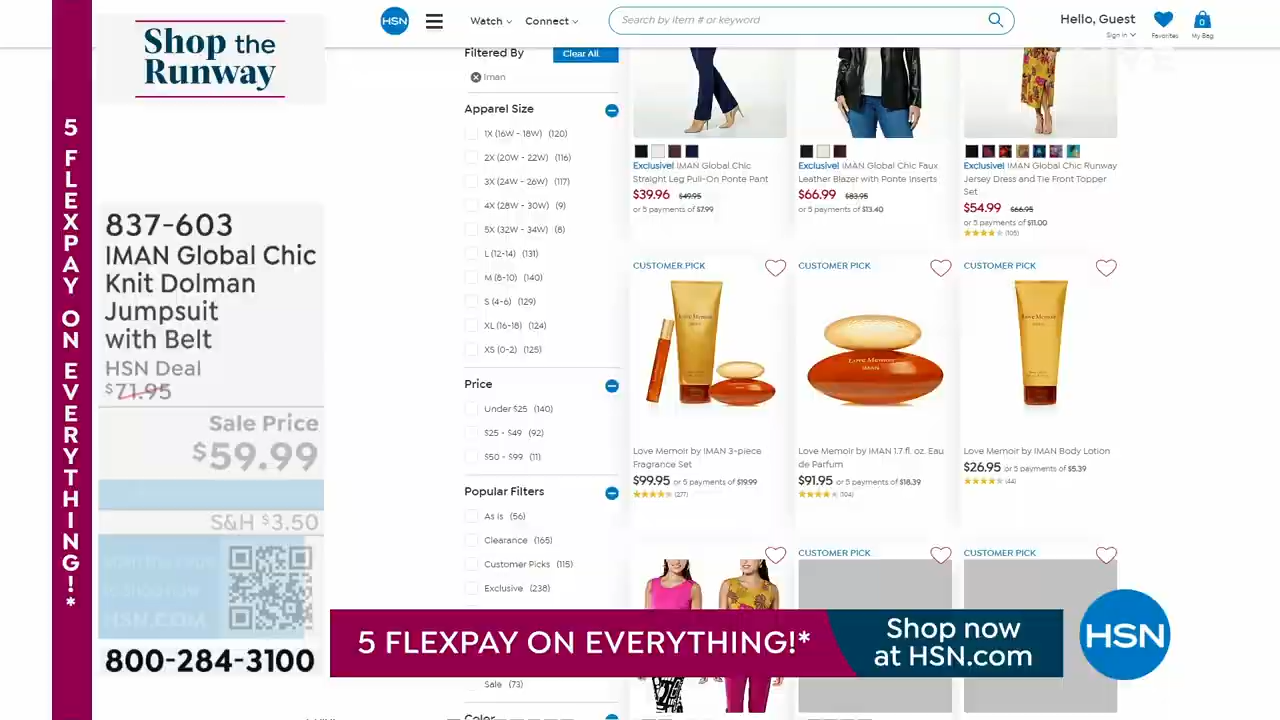 Shop the
Runway
5 FLEXPAY ON EVERYTHING!*
837-603
IMAN Global Chic
Knit Dolman
Jumpsuit
with Belt
HSN Deal
$71.95
Sale Price
$59.99
S&H $3.50
HSN.COM
800-284-3100
HSN
Watch
Connect
Search by item # or keyword
Hello, Guest
Sign In
Favorites
0
My Bag
Filtered By
Clear All
Iman
Apparel Size
1X (16W - 18W) (120)
2X (20W - 22W) (116)
3X (24W - 26W) (117)
4X (28W - 30W) (9)
5X (32W - 34W) (8)
L (12-14) (131)
M (8-10) (140)
S (4-6) (129)
XL (16-18) (124)
XS (0-2) (125)
Price
Under $25 (140)
$25 - $49 (92)
$50 - $99 (11)
Popular Filters
As is (56)
Clearance (165)
Customer Picks (115)
Exclusive (238)
Sale (73)
Color
Exclusive! IMAN Global Chic
Straight Leg Pull-On Ponte Pant
$39.96 $49.95
or 5 payments of $7.99
Exclusive! IMAN Global Chic Faux
Leather Blazer with Ponte Inserts
$66.99 $83.95
or 5 payments of $13.40
Exclusive! IMAN Global Chic Runway
Jersey Dress and Tie Front Topper
Set
$54.99 $66.95
or 5 payments of $11.00
(105)
CUSTOMER PICK
Love Memoir by IMAN 3-piece
Fragrance Set
$99.95 or 5 payments of $19.99
(277)
CUSTOMER PICK
Love Memoir
IMAN
Love Memoir by IMAN 1.7 fl. oz. Eau
de Parfum
$91.95 or 5 payments of $18.39
(104)
CUSTOMER PICK
Love Memoir
Love Memoir by IMAN Body Lotion
$26.95 or 5 payments of $5.39
(44)
CUSTOMER PICK
CUSTOMER PICK
5 FLEXPAY ON EVERYTHING!*
Shop now
at HSN.com
HSN